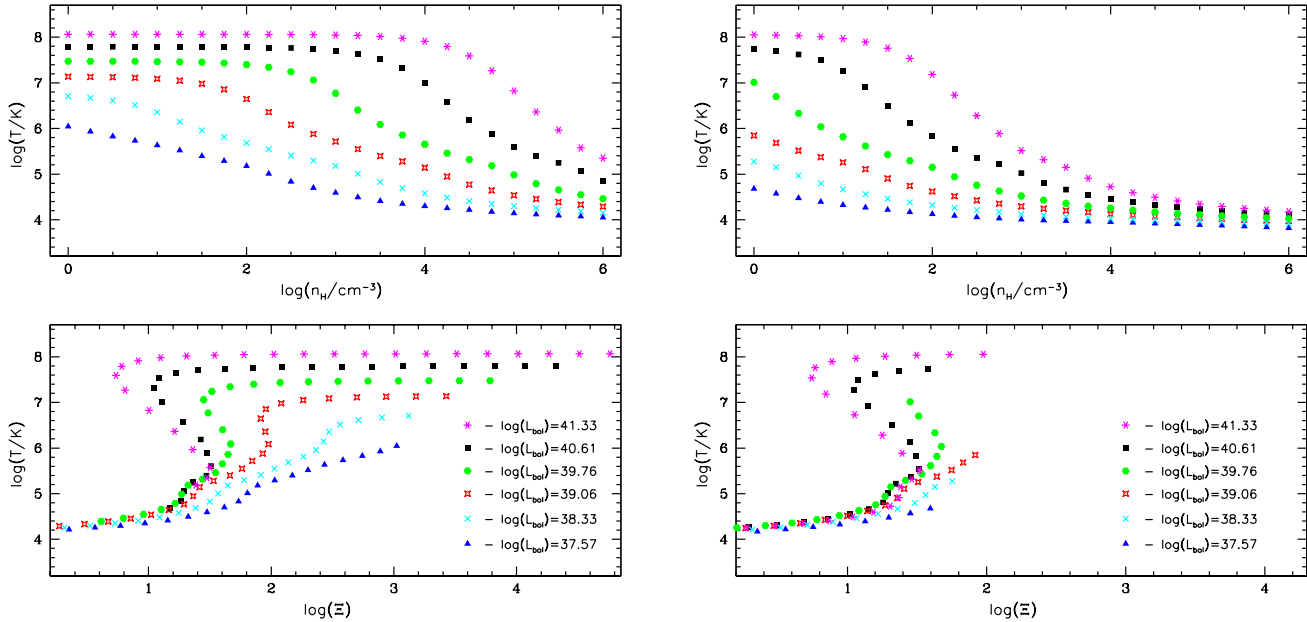 8
7
6
5
4
log(T/K)
0 2 4 6
log(n_H/cm⁻³)
8
7
6
5
4
log(T/K)
0 2 4 6
log(n_H/cm⁻³)
8
7
6
5
4
log(T/K)
– log(L_bol)=41.33
– log(L_bol)=40.61
– log(L_bol)=39.76
– log(L_bol)=39.06
– log(L_bol)=38.33
– log(L_bol)=37.57
1 2 3 4
log(Ξ)
8
7
6
5
4
log(T/K)
– log(L_bol)=41.33
– log(L_bol)=40.61
– log(L_bol)=39.76
– log(L_bol)=39.06
– log(L_bol)=38.33
– log(L_bol)=37.57
1 2 3 4
log(Ξ)